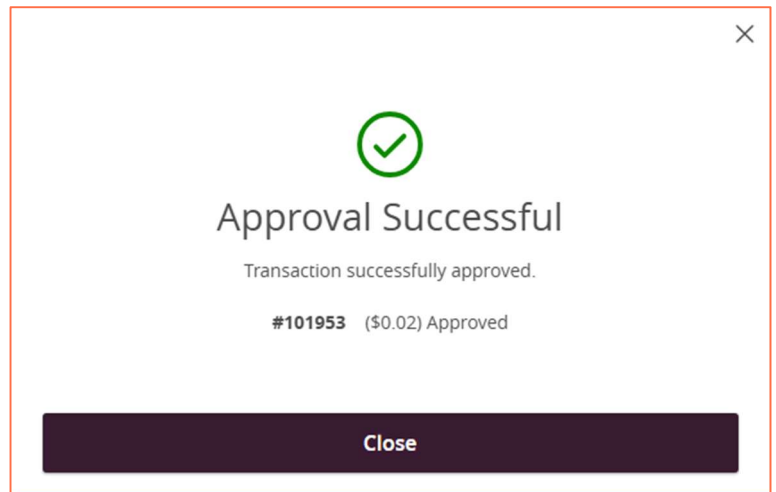 Approval Successful
Transaction successfully approved.
#101953 ($0.02) Approved
Close